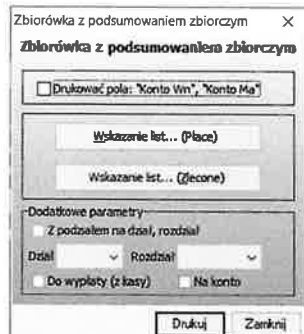 Zbiorówka z podsumowaniem zbiorczym
Zbiorówka z podsumowaniem zbiorczym
Drukować pola: "Konto Wn", "Konto Ma"
Wskazanie list... (Płace)
Wskazanie list... (Zlecone)
Dodatkowe parametry
Z podziałem na dział, rozdział
Dział Rozdział
Do wypłaty (z kasy) Na konto
Drukuj Zamknij